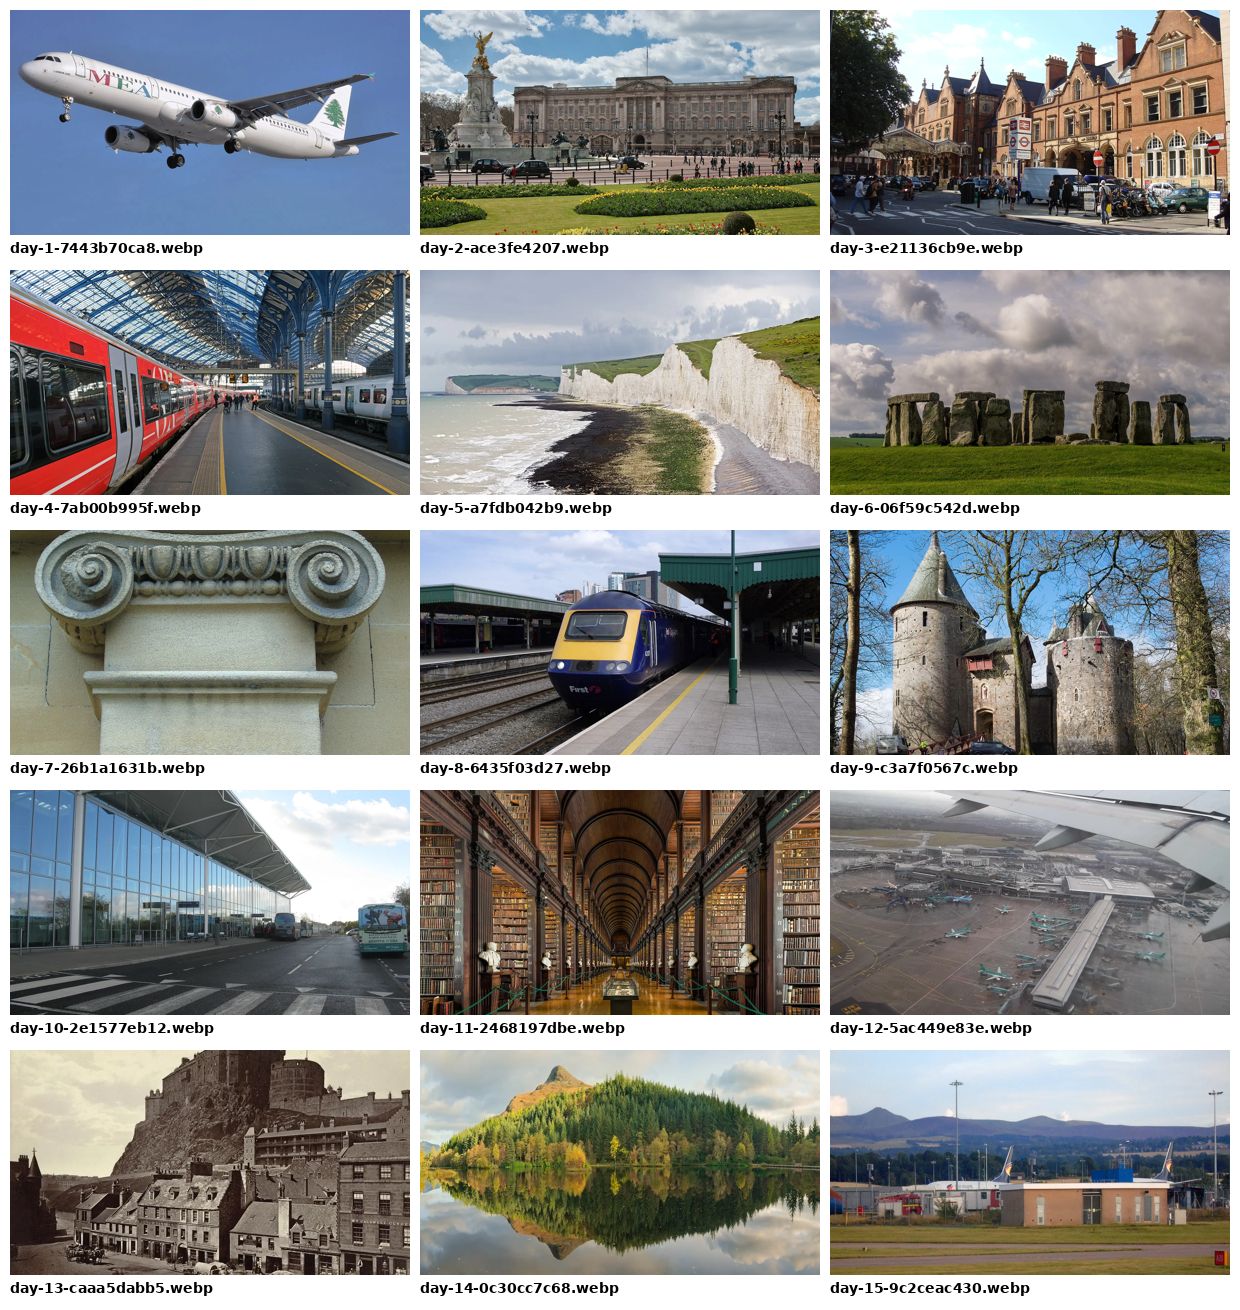 MEA
day-1-7443b70ca8.webp
day-2-ace3fe4207.webp
day-3-e21136cb9e.webp
day-4-7ab00b995f.webp
day-5-a7fdb042b9.webp
day-6-06f59c542d.webp
First
day-7-26b1a1631b.webp
day-8-6435f03d27.webp
day-9-c3a7f0567c.webp
day-10-2e1577eb12.webp
day-11-2468197dbe.webp
day-12-5ac449e83e.webp
day-13-caaa5dabb5.webp
day-14-0c30cc7c68.webp
day-15-9c2ceac430.webp